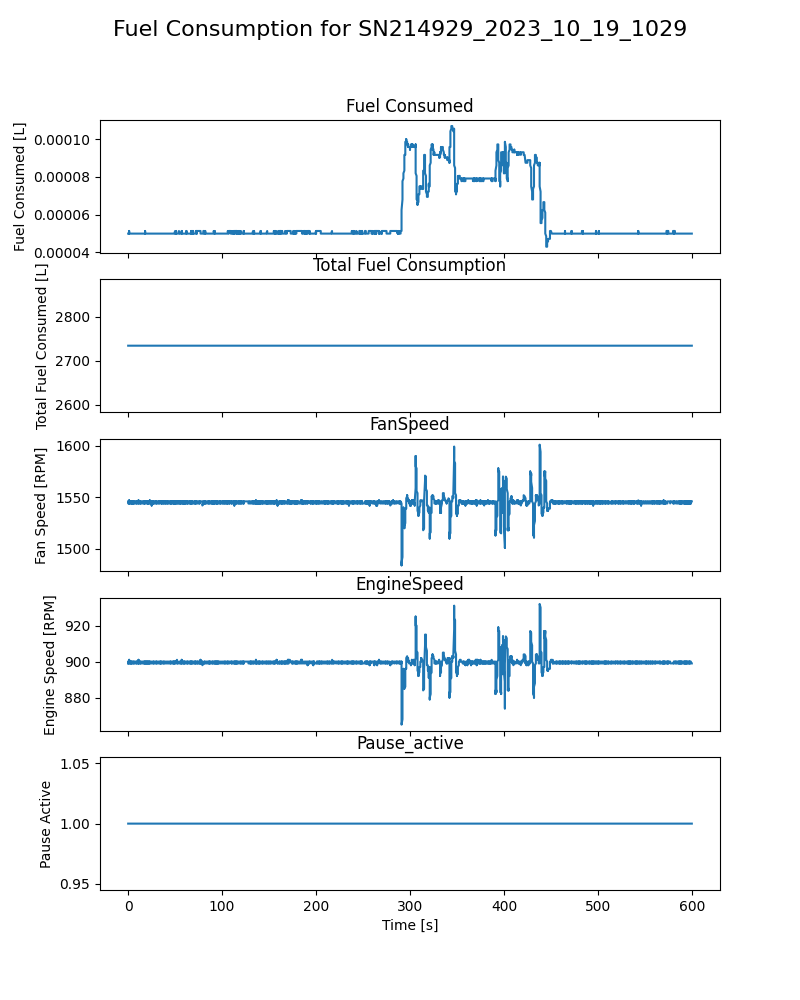 Fuel Consumption for SN214929_2023_10_19_1029
Fuel Consumed
Fuel Consumed [L]
0.00010
0.00008
0.00006
0.00004
Total Fuel Consumption
Total Fuel Consumed [L]
2800
2700
2600
FanSpeed
Fan Speed [RPM]
1600
1550
1500
EngineSpeed
Engine Speed [RPM]
920
900
880
Pause_active
Pause Active
1.05
1.00
0.95
0 100 200 300 400 500 600
Time [s]